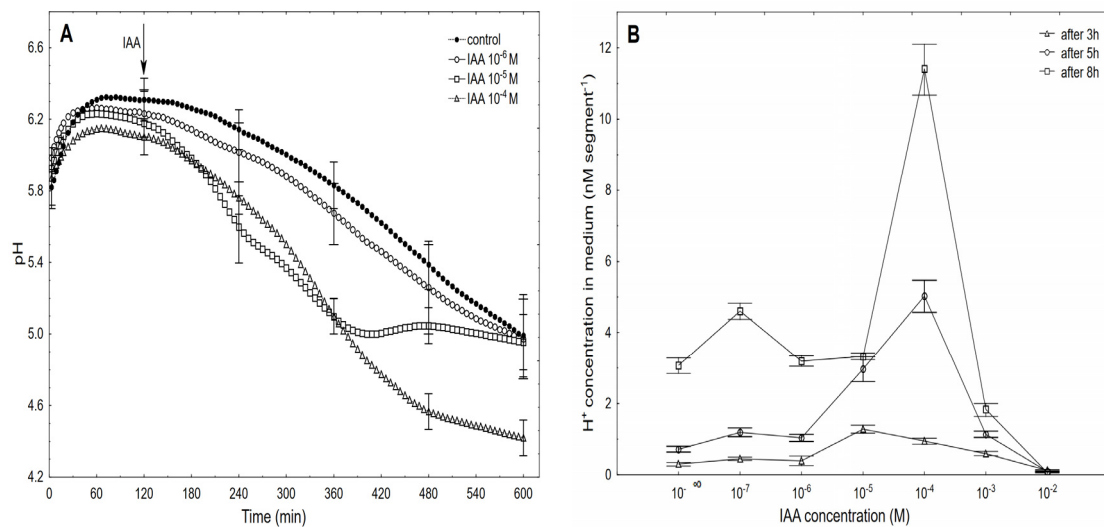 A
IAA
control
IAA 10⁻⁶ M
IAA 10⁻⁵ M
IAA 10⁻⁴ M
pH
6.6
6.2
5.8
5.4
5.0
4.6
4.2
0 60 120 180 240 300 360 420 480 540 600
Time (min)
B
after 3h
after 5h
after 8h
H⁺ concentration in medium (nM segment⁻¹)
12
10
8
6
4
2
0
10⁻ ∞ 10⁻⁷ 10⁻⁶ 10⁻⁵ 10⁻⁴ 10⁻³ 10⁻²
IAA concentration (M)